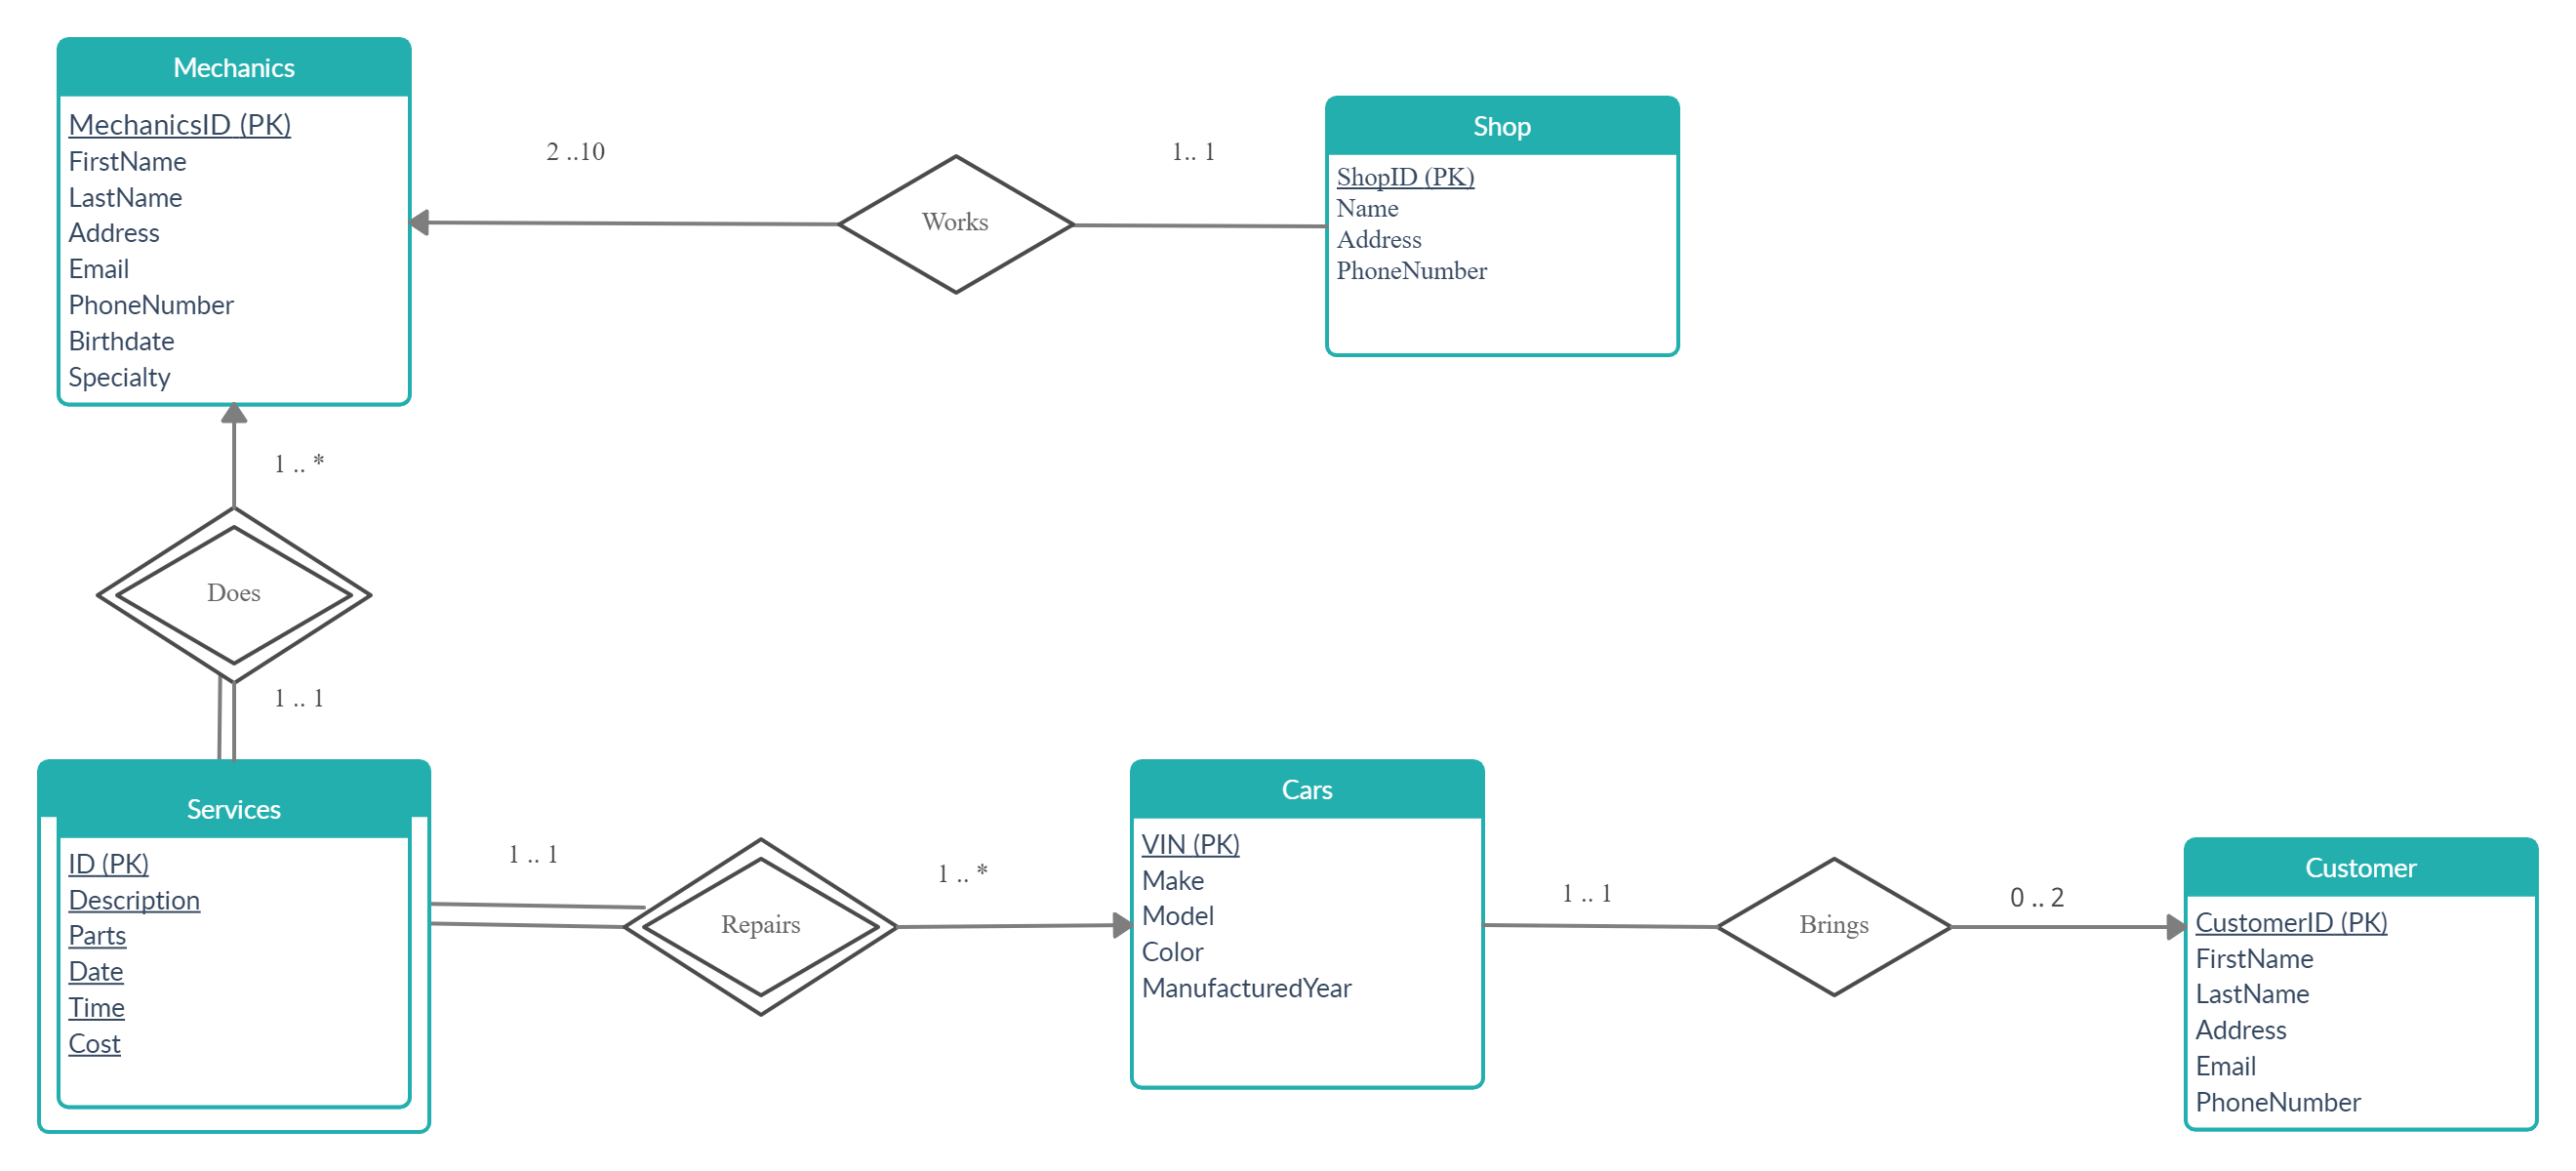 Mechanics
MechanicsID (PK)
FirstName
LastName
Address
Email
PhoneNumber
Birthdate
Specialty
2 ..10
Works
1.. 1
Shop
ShopID (PK)
Name
Address
PhoneNumber
1 .. *
Does
1 .. 1
Services
ID (PK)
Description
Parts
Date
Time
Cost
1 .. 1
Repairs
1 .. *
Cars
VIN (PK)
Make
Model
Color
ManufacturedYear
1 .. 1
Brings
0 .. 2
Customer
CustomerID (PK)
FirstName
LastName
Address
Email
PhoneNumber